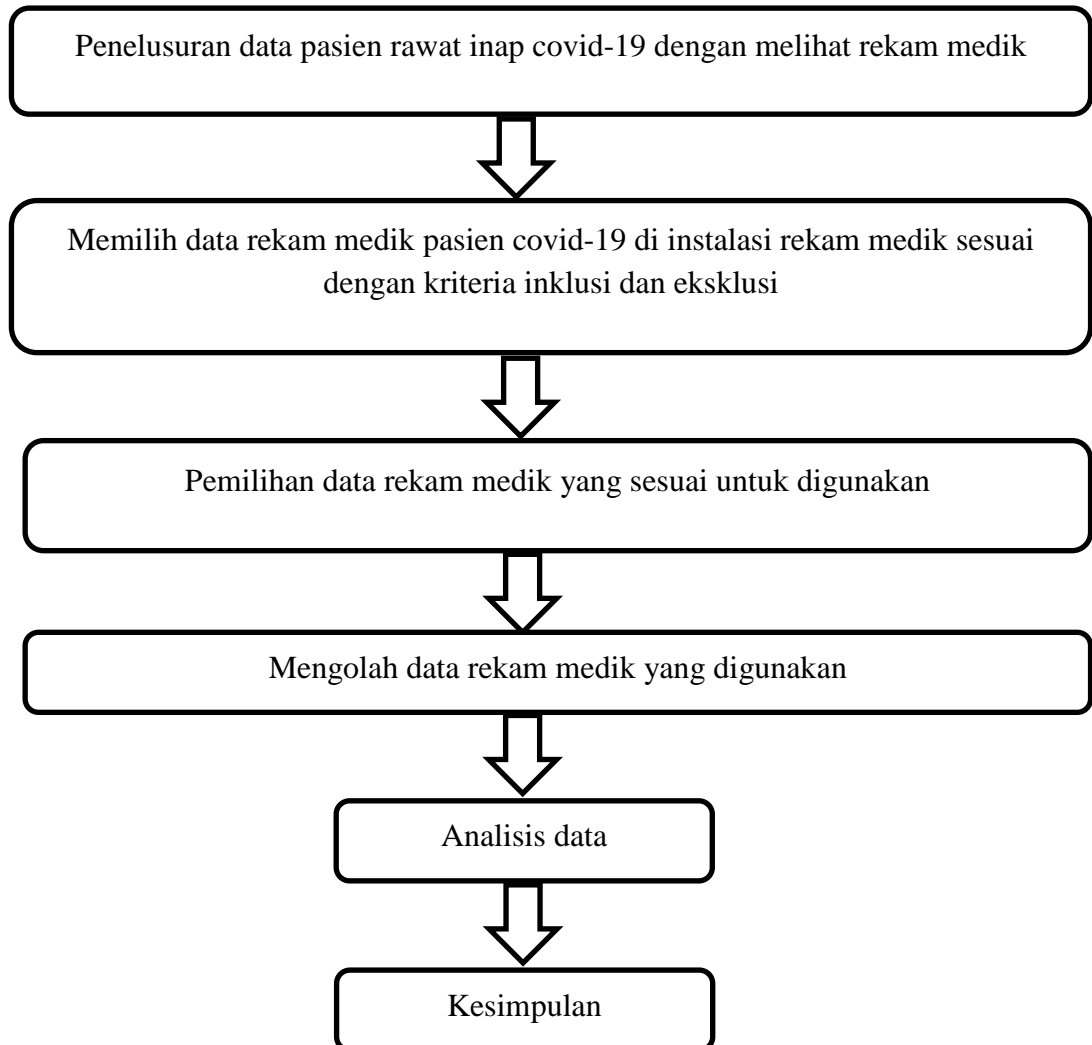 Penelusuran data pasien rawat inap covid-19 dengan melihat rekam medik
Memilih data rekam medik pasien covid-19 di instalasi rekam medik sesuai
dengan kriteria inklusi dan eksklusi
Pemilihan data rekam medik yang sesuai untuk digunakan
Mengolah data rekam medik yang digunakan
Analisis data
Kesimpulan